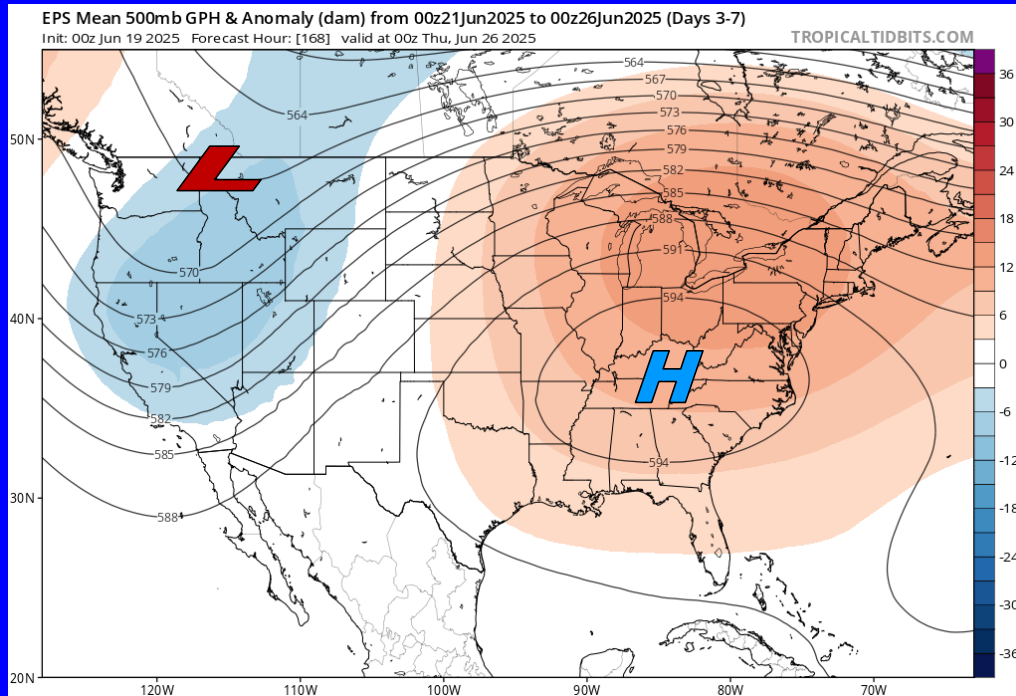 EPS Mean 500mb GPH & Anomaly (dam) from 00z21Jun2025 to 00z26Jun2025 (Days 3-7)
Init: 00z Jun 19 2025 Forecast Hour: [168] valid at 00z Thu, Jun 26 2025
TROPICALTIDBITS.COM
36
30
24
18
12
6
0
-6
-12
-18
-24
-30
-36
50N
40N
30N
20N
120W
110W
100W
90W
80W
70W
564
567
570
573
576
579
582
585
588
591
594
594
564
570
573
576
579
582
585
588
L
H